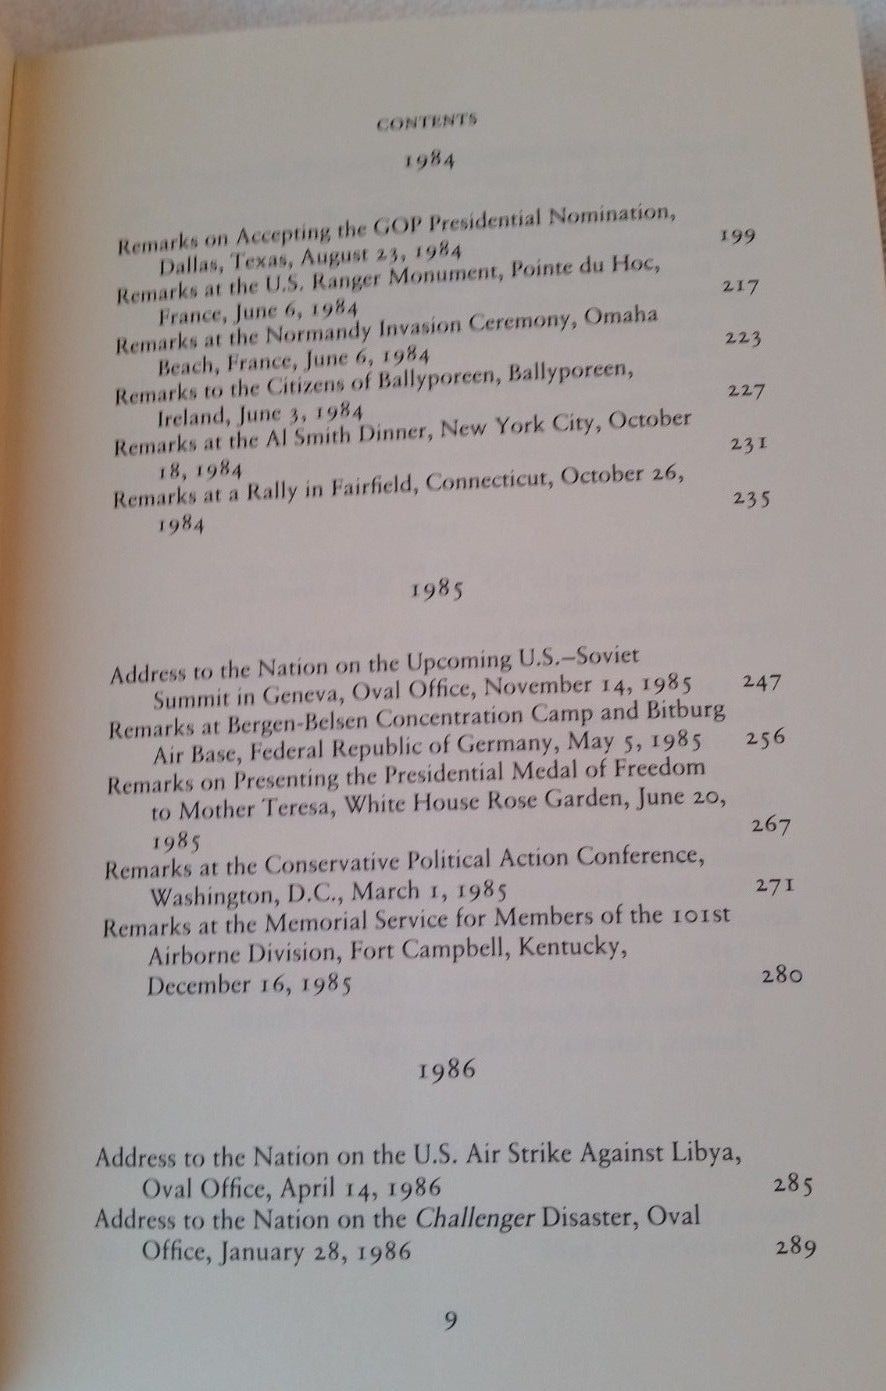 CONTENTS
1984
Remarks on Accepting the GOP Presidential Nomination,
Dallas, Texas, August 23, 1984 199
Remarks at the U.S. Ranger Monument, Pointe du Hoc,
France, June 6, 1984 217
Remarks at the Normandy Invasion Ceremony, Omaha
Beach, France, June 6, 1984 223
Remarks to the Citizens of Ballyporeen, Ballyporeen,
Ireland, June 3, 1984 227
Remarks at the Al Smith Dinner, New York City, October
18, 1984 231
Remarks at a Rally in Fairfield, Connecticut, October 26,
1984 235
1985
Address to the Nation on the Upcoming U.S.–Soviet
Summit in Geneva, Oval Office, November 14, 1985 247
Remarks at Bergen-Belsen Concentration Camp and Bitburg
Air Base, Federal Republic of Germany, May 5, 1985 256
Remarks on Presenting the Presidential Medal of Freedom
to Mother Teresa, White House Rose Garden, June 20,
1985 267
Remarks at the Conservative Political Action Conference,
Washington, D.C., March 1, 1985 271
Remarks at the Memorial Service for Members of the 101st
Airborne Division, Fort Campbell, Kentucky,
December 16, 1985 280
1986
Address to the Nation on the U.S. Air Strike Against Libya,
Oval Office, April 14, 1986 285
Address to the Nation on the Challenger Disaster, Oval
Office, January 28, 1986 289
9